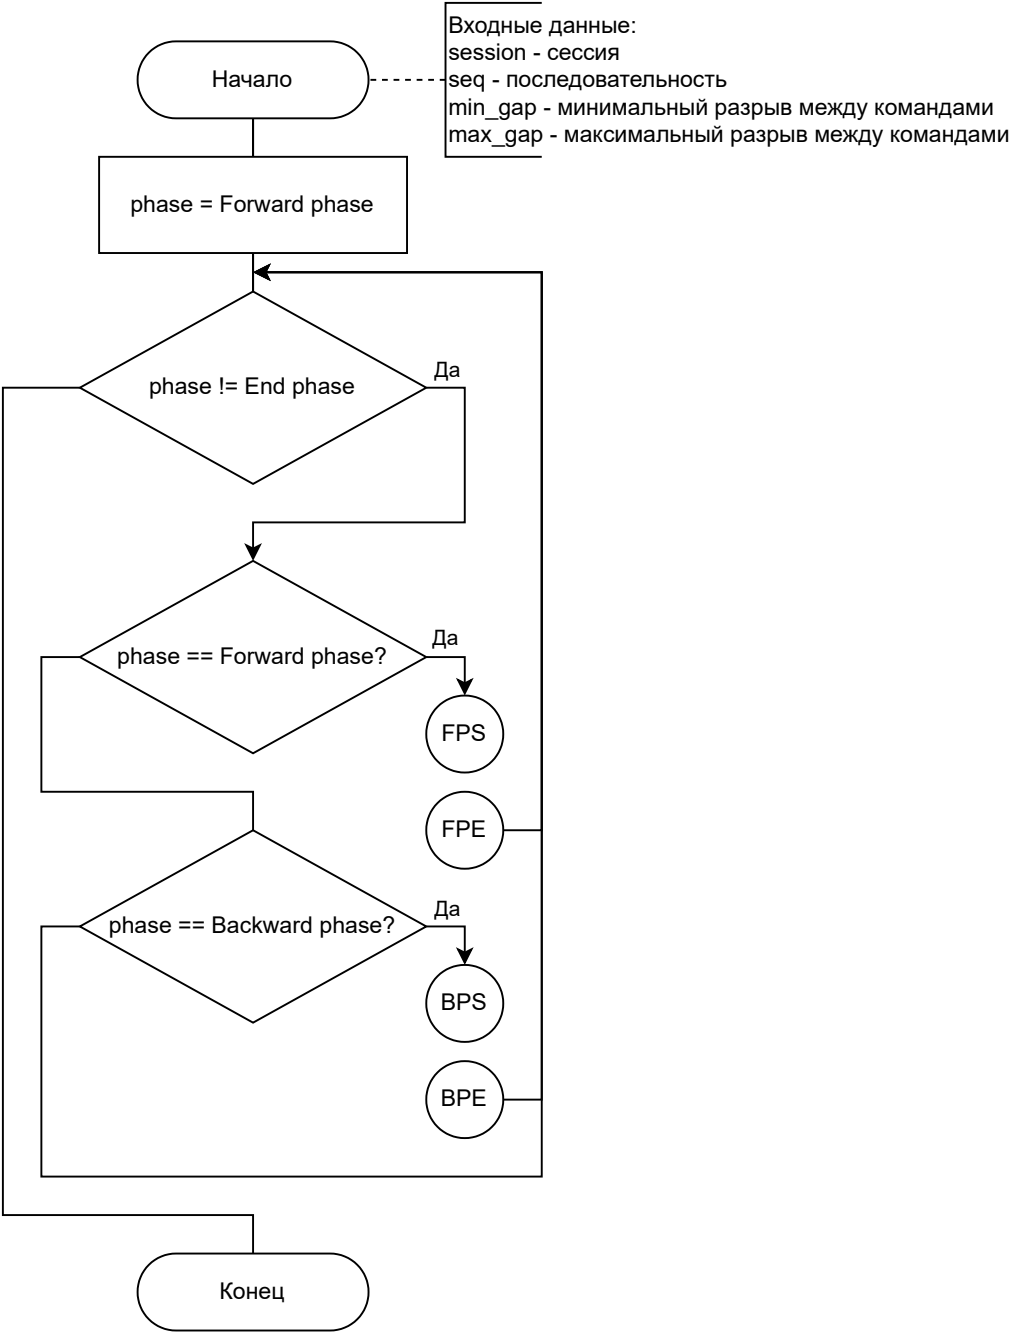 Входные данные:
session - сессия
seq - последовательность
min_gap - минимальный разрыв между командами
max_gap - максимальный разрыв между командами
Начало
phase = Forward phase
phase != End phase
Да
phase == Forward phase?
Да
FPS
FPE
phase == Backward phase?
Да
BPS
BPE
Конец